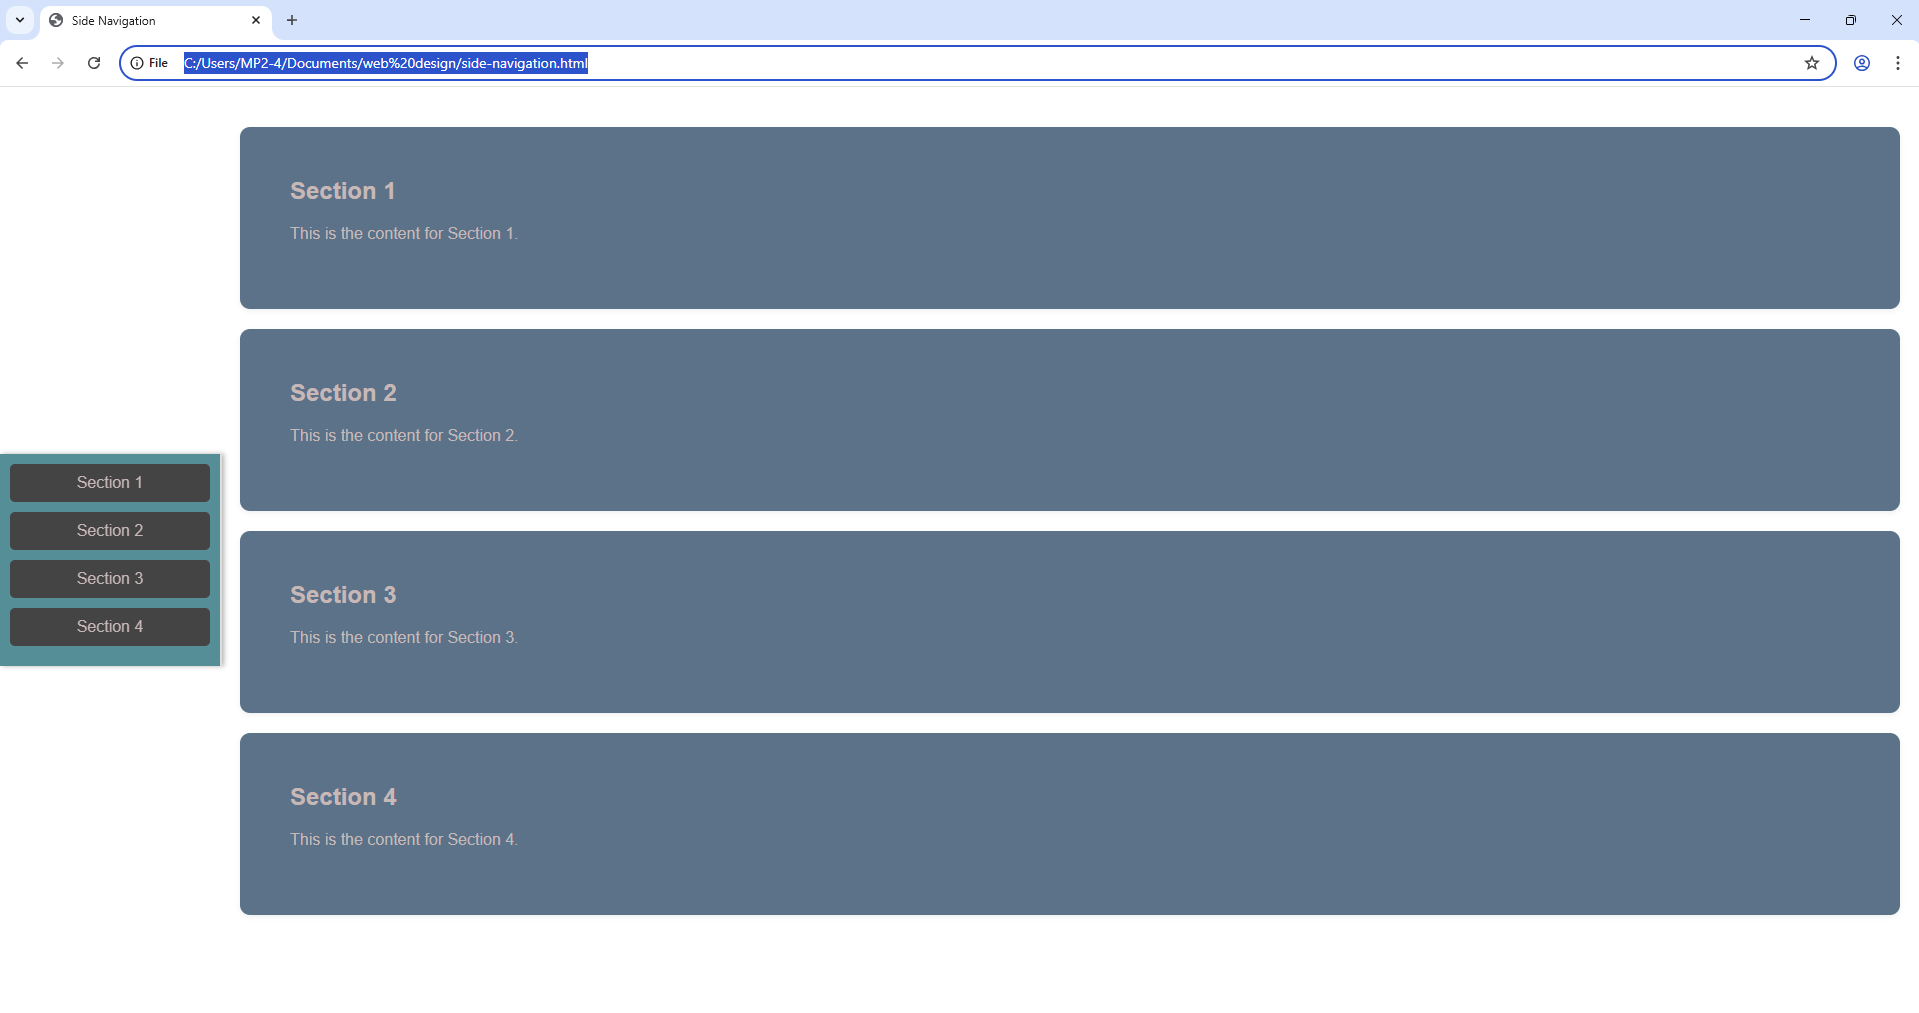 Side Navigation
File C:/Users/MP2-4/Documents/web%20design/side-navigation.html
Section 1
This is the content for Section 1.
Section 2
This is the content for Section 2.
Section 1
Section 2
Section 3
Section 4
Section 3
This is the content for Section 3.
Section 4
This is the content for Section 4.